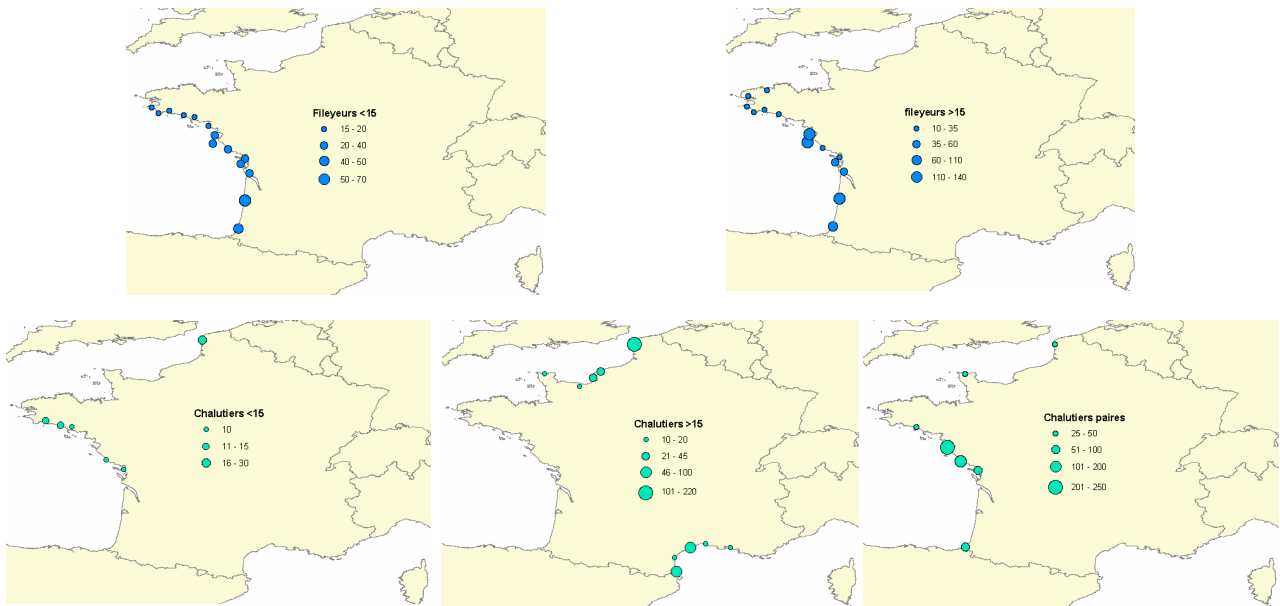 Fileyeurs <15
15 - 20
20 - 40
40 - 50
50 - 70
fileyeurs >15
10 - 35
35 - 60
60 - 110
110 - 140
Chalutiers <15
10
11 - 15
16 - 30
Chalutiers >15
10 - 20
21 - 45
46 - 100
101 - 220
Chalutiers paires
25 - 50
51 - 100
101 - 200
201 - 250